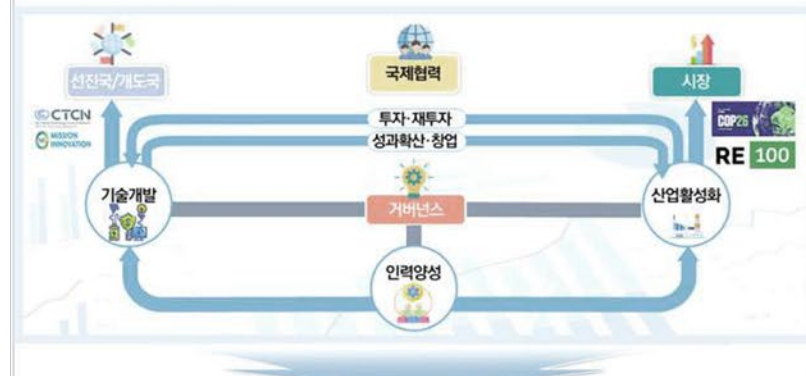 선진국/개도국
국제협력
시장
CTCN
MISSION
INNOVATION
투자·재투자
성과확산·창업
COP26
RE 100
기술개발
거버넌스
산업활성화
인력양성